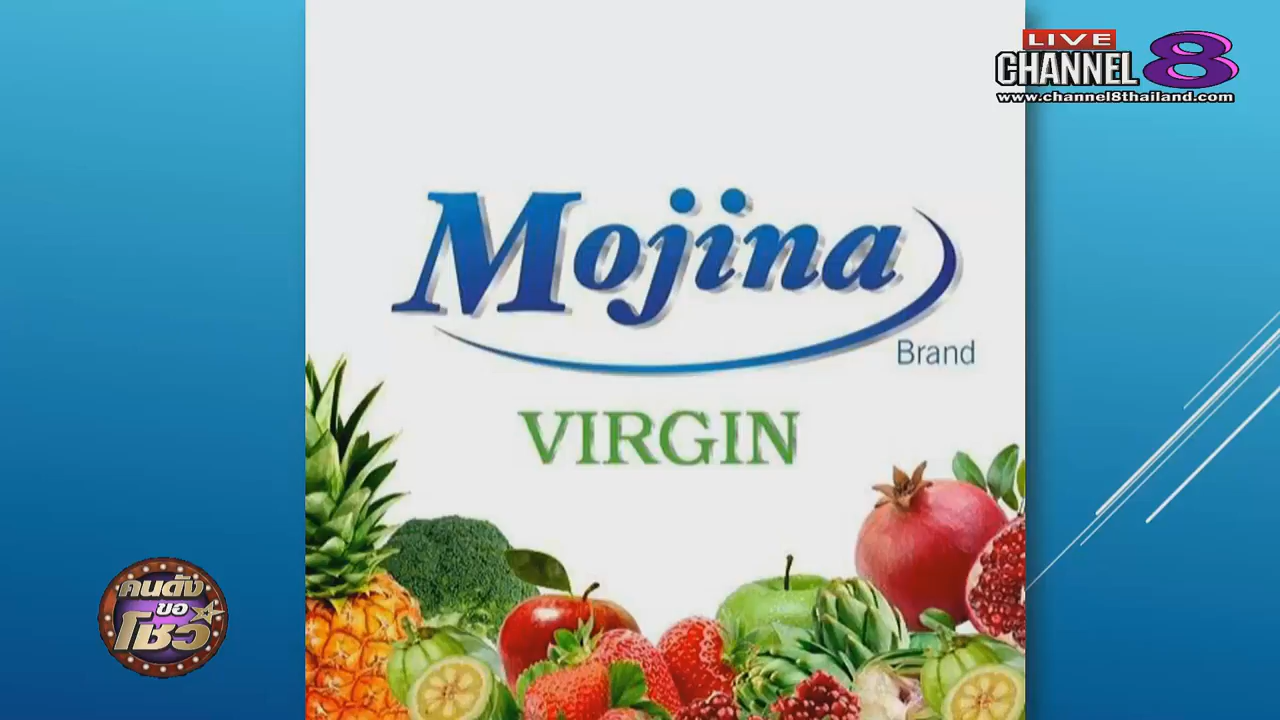 LIVE
CHANNEL 8
www.channel8thailand.com
Mojina
Brand
VIRGIN
คนดัง
ขอ
โชว์